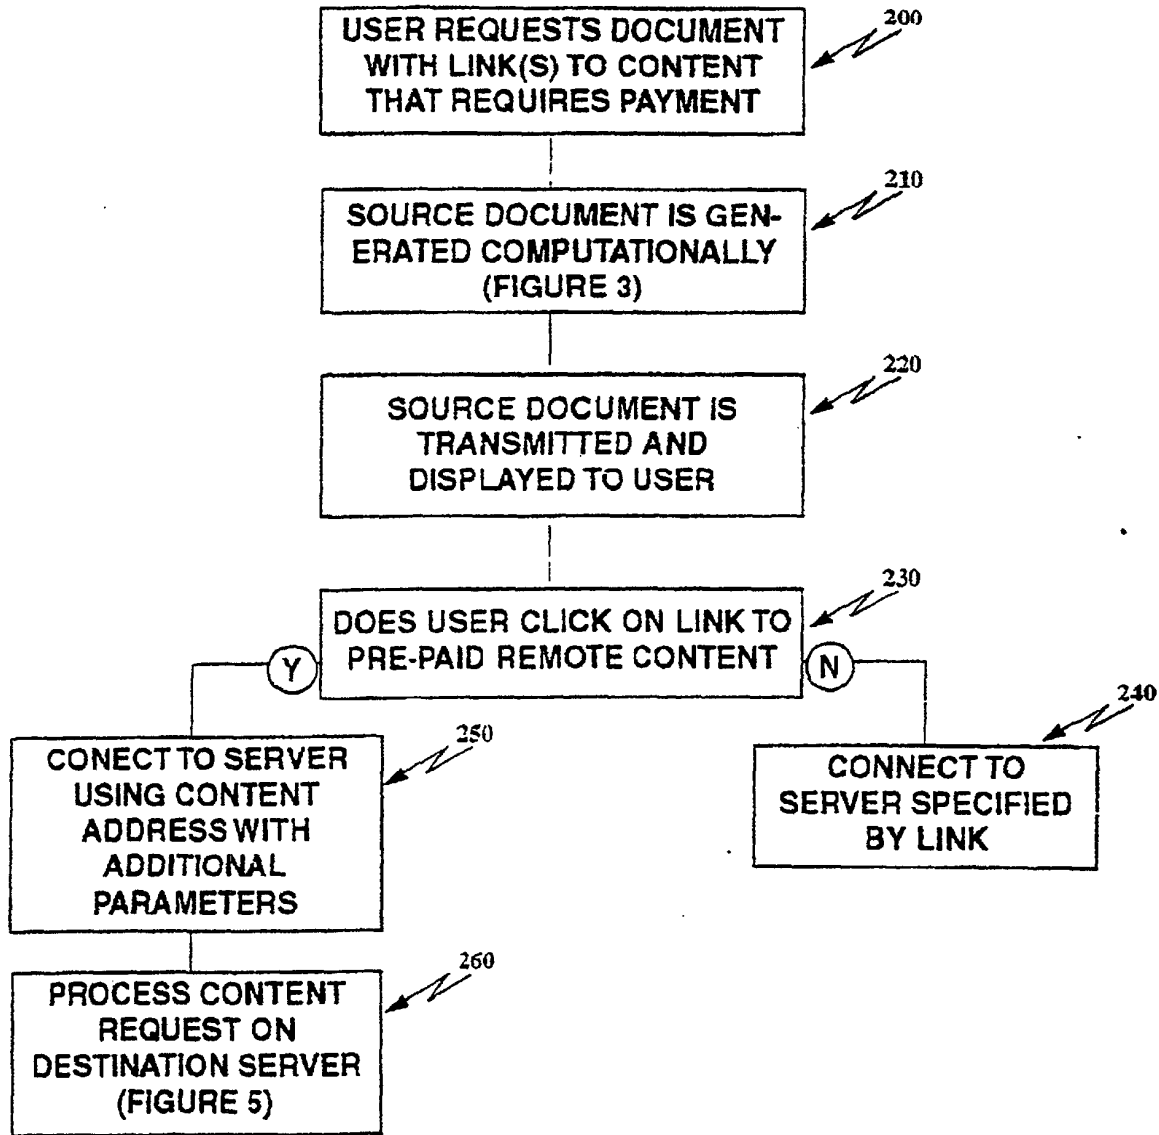 USER REQUESTS DOCUMENT
WITH LINK(S) TO CONTENT
THAT REQUIRES PAYMENT
200
SOURCE DOCUMENT IS GEN-
ERATED COMPUTATIONALLY
(FIGURE 3)
210
SOURCE DOCUMENT IS
TRANSMITTED AND
DISPLAYED TO USER
220
DOES USER CLICK ON LINK TO
PRE-PAID REMOTE CONTENT
230
Y
N
CONECT TO SERVER
USING CONTENT
ADDRESS WITH
ADDITIONAL
PARAMETERS
250
CONNECT TO
SERVER SPECIFIED
BY LINK
240
PROCESS CONTENT
REQUEST ON
DESTINATION SERVER
(FIGURE 5)
260